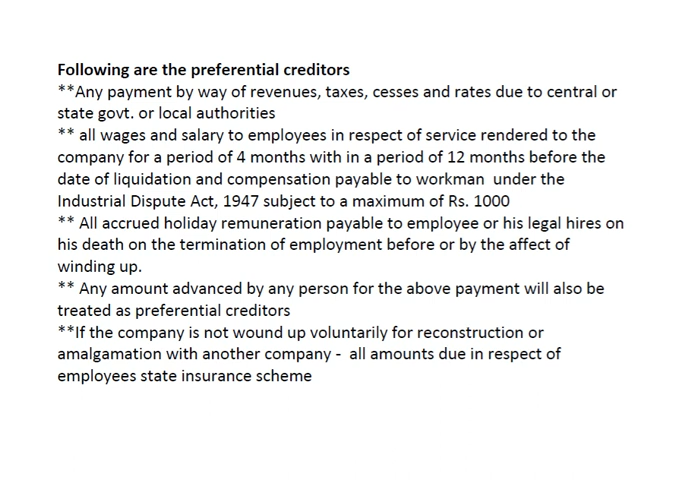 Following are the preferential creditors
**Any payment by way of revenues, taxes, cesses and rates due to central or
state govt. or local authorities
** all wages and salary to employees in respect of service rendered to the
company for a period of 4 months with in a period of 12 months before the
date of liquidation and compensation payable to workman  under the
Industrial Dispute Act, 1947 subject to a maximum of Rs. 1000
** All accrued holiday remuneration payable to employee or his legal hires on
his death on the termination of employment before or by the affect of
winding up.
** Any amount advanced by any person for the above payment will also be
treated as preferential creditors
**If the company is not wound up voluntarily for reconstruction or
amalgamation with another company -  all amounts due in respect of
employees state insurance scheme